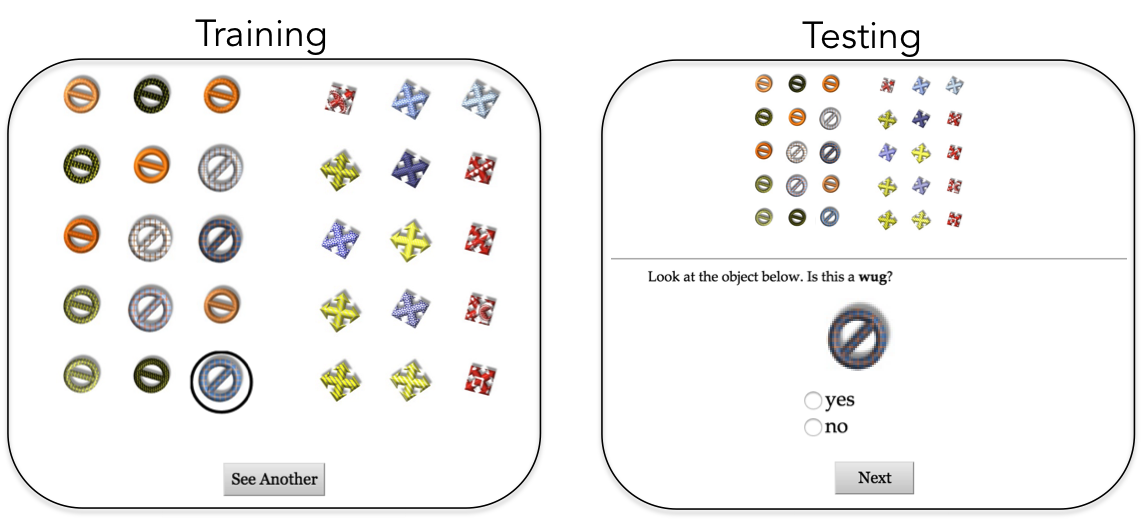 Training
See Another
Testing
Look at the object below. Is this a wug?
yes
no
Next